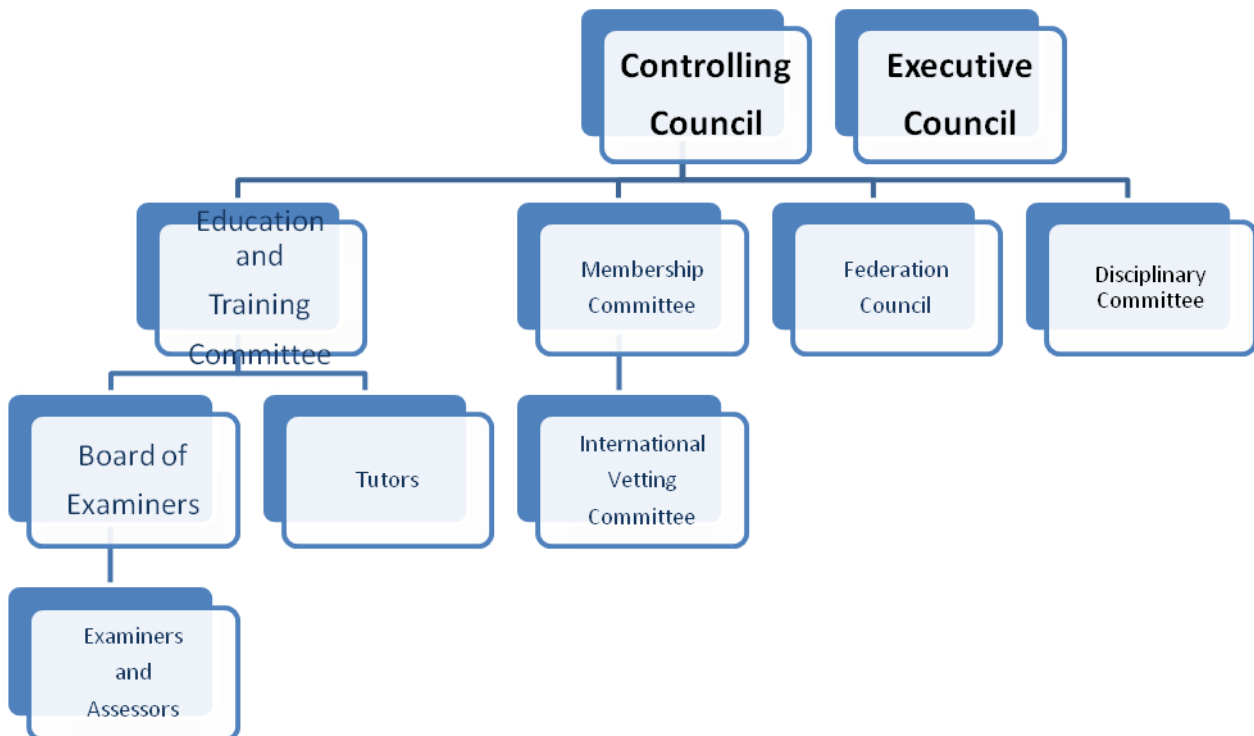 Controlling
Council
Executive
Council
Education
and
Training
Committee
Membership
Committee
Federation
Council
Disciplinary
Committee
Board of
Examiners
Tutors
International
Vetting
Committee
Examiners
and
Assessors